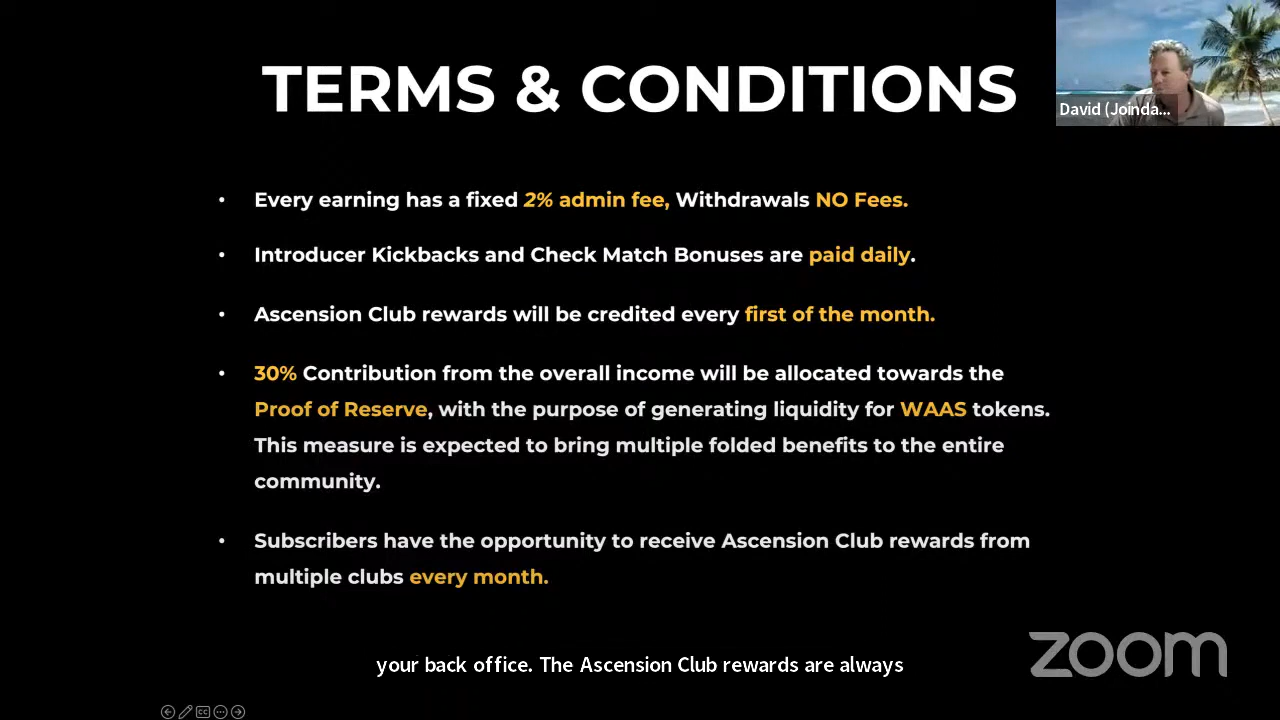 TERMS & CONDITIONS
David (Joinda...
• Every earning has a fixed 2% admin fee, Withdrawals NO Fees.
• Introducer Kickbacks and Check Match Bonuses are paid daily.
• Ascension Club rewards will be credited every first of the month.
• 30% Contribution from the overall income will be allocated towards the
Proof of Reserve, with the purpose of generating liquidity for WAAS tokens.
This measure is expected to bring multiple folded benefits to the entire
community.
• Subscribers have the opportunity to receive Ascension Club rewards from
multiple clubs every month.
your back office. The Ascension Club rewards are always
zoom
CC